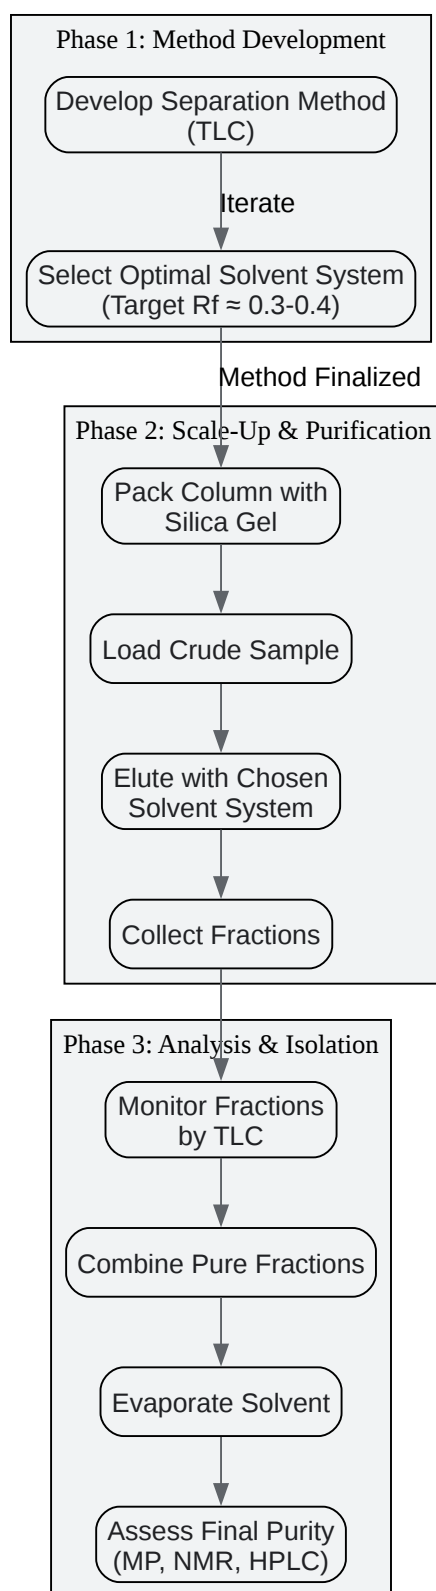 Phase 1: Method Development
Develop Separation Method
(TLC)
Iterate
Select Optimal Solvent System
(Target Rf ≈ 0.3-0.4)
Method Finalized
Phase 2: Scale-Up & Purification
Pack Column with
Silica Gel
Load Crude Sample
Elute with Chosen
Solvent System
Collect Fractions
Phase 3: Analysis & Isolation
Monitor Fractions
by TLC
Combine Pure Fractions
Evaporate Solvent
Assess Final Purity
(MP, NMR, HPLC)